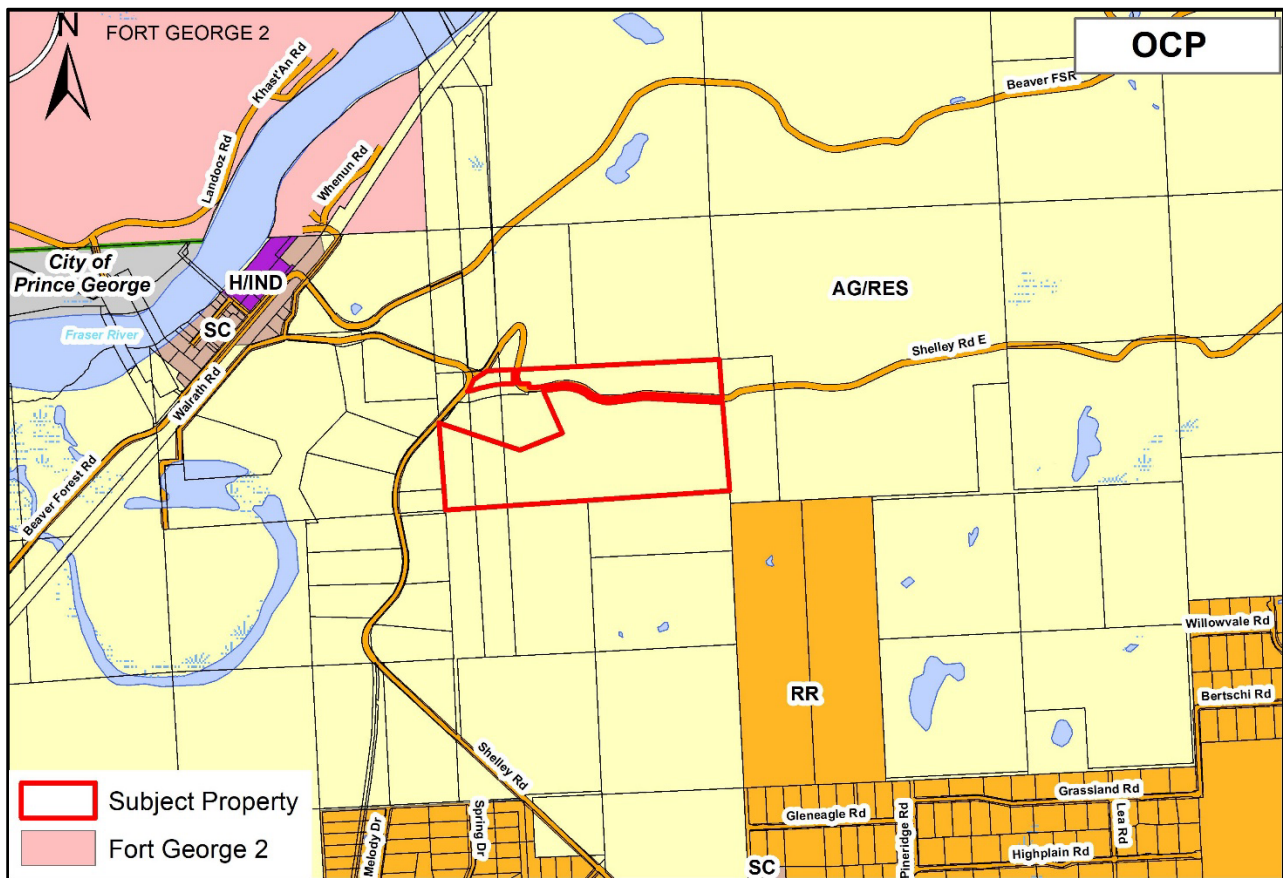 N
FORT GEORGE 2
OCP
Khast'An Rd
Beaver FSR
Landooz Rd
Whenun Rd
City of
Prince George
H/IND
AG/RES
SC
Fraser River
Shelley Rd E
Walrath Rd
Beaver Forest Rd
Willowvale Rd
RR
Bertschi Rd
Shelley Rd
Subject Property
Grassland Rd
Gleneagle Rd
Lea Rd
Pineridge Rd
Melody Dr
Spring Dr
Fort George 2
Highplain Rd
SC